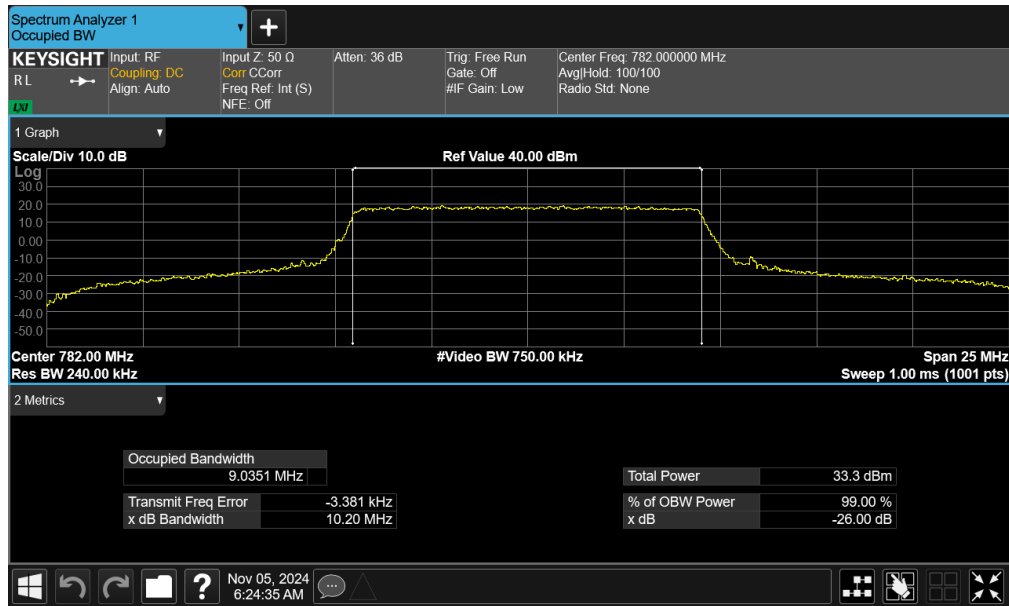 Spectrum Analyzer 1
Occupied BW
+
KEYSIGHT
R L
LXI
Input: RF
Coupling: DC
Align: Auto
Input Z: 50 Ω
Corr CCorr
Freq Ref: Int (S)
NFE: Off
Atten: 36 dB
Trig: Free Run
Gate: Off
#IF Gain: Low
Center Freq: 782.000000 MHz
Avg|Hold: 100/100
Radio Std: None
1 Graph
Scale/Div 10.0 dB
Ref Value 40.00 dBm
Log
30.0
20.0
10.0
0.00
-10.0
-20.0
-30.0
-40.0
-50.0
Center 782.00 MHz
#Video BW 750.00 kHz
Span 25 MHz
Res BW 240.00 kHz
Sweep 1.00 ms (1001 pts)
2 Metrics
Occupied Bandwidth
9.0351 MHz
Total Power 33.3 dBm
Transmit Freq Error -3.381 kHz
% of OBW Power 99.00 %
x dB Bandwidth 10.20 MHz
x dB -26.00 dB
?
Nov 05, 2024
6:24:35 AM